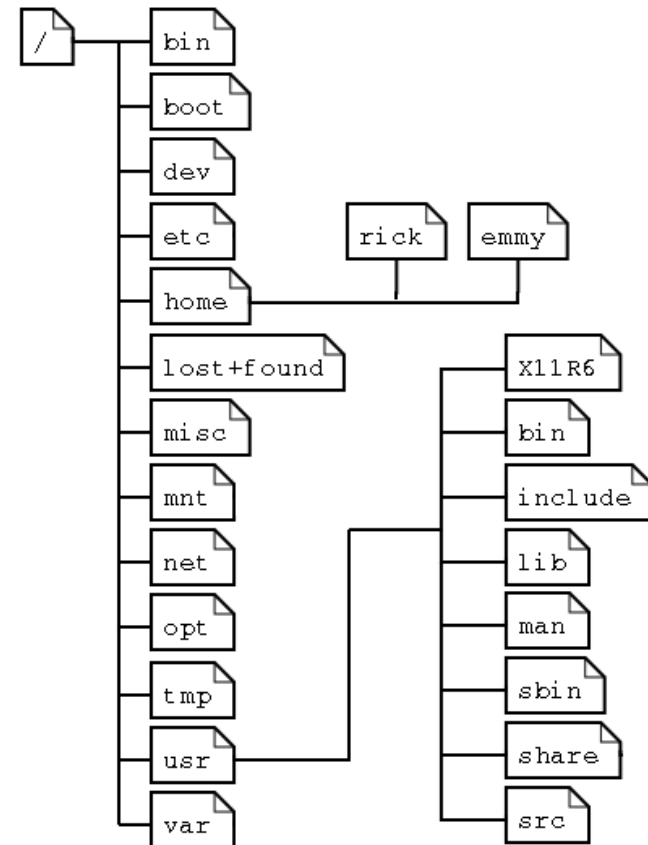 /
bin
boot
dev
etc
home
rick
emmy
lost+found
misc
mnt
net
opt
tmp
usr
var
X11R6
bin
include
lib
man
sbin
share
src